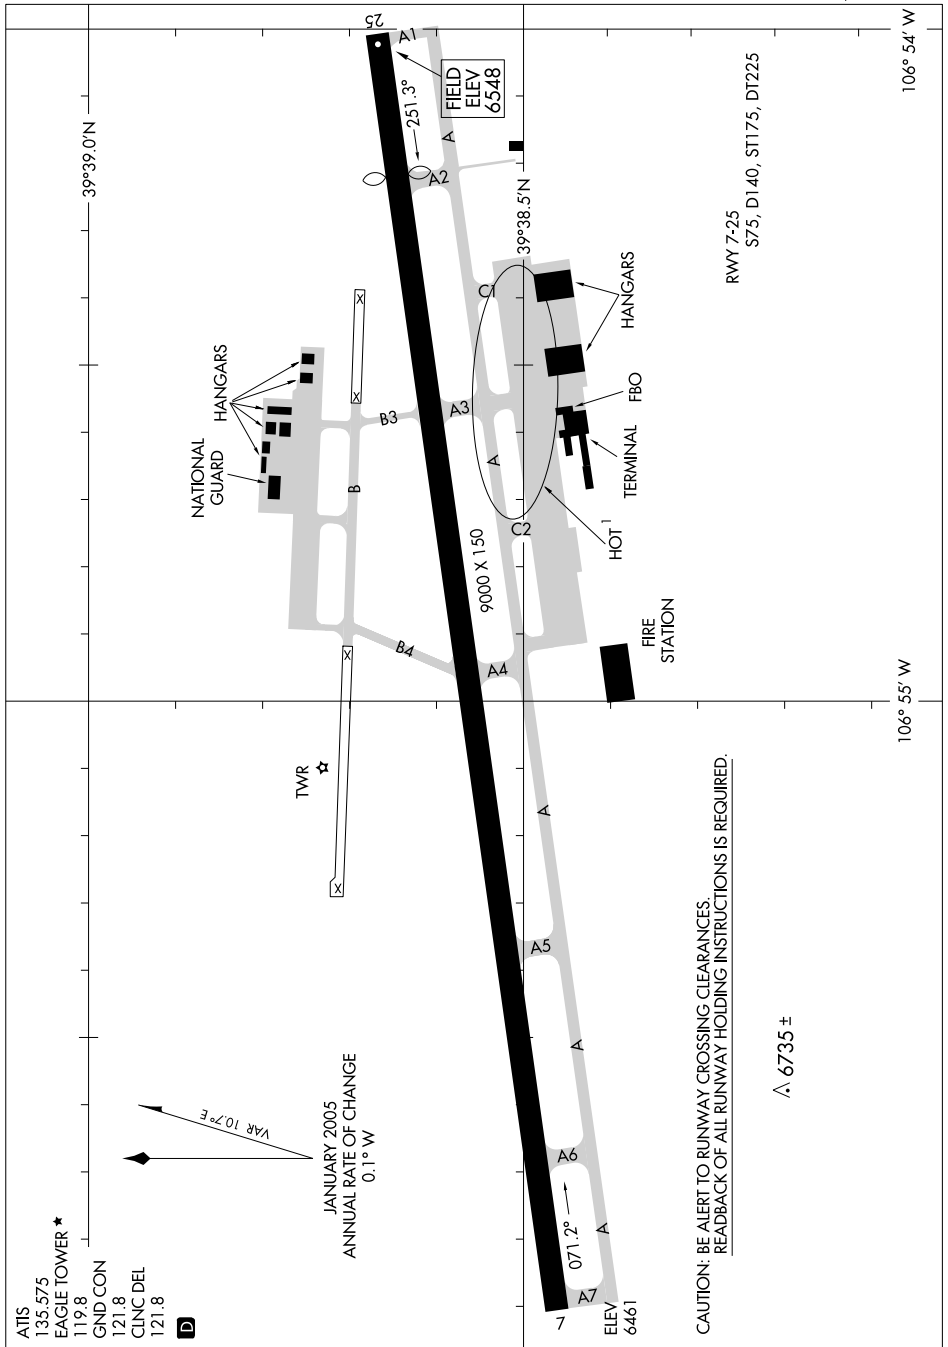 ATIS
135.575
EAGLE TOWER ★
119.8
GND CON
121.8
CLNC DEL
121.8
D
VAR 10.7° E
JANUARY 2005
ANNUAL RATE OF CHANGE
0.1° W
39°39.0'N
39°38.5'N
106° 54' W
106° 55' W
25
A1
FIELD
ELEV
6548
251.3°
A
A2
HANGARS
NATIONAL
GUARD
X
X
B3
A3
C1
B
A
HANGARS
FBO
TERMINAL
HOT 1
C2
9000 X 150
B4
A4
FIRE
STATION
X
TWR
X
A
A5
A
A6
071.2°
A
A7
7
ELEV
6461
RWY 7-25
S75, D140, ST175, DT225
CAUTION: BE ALERT TO RUNWAY CROSSING CLEARANCES.
READBACK OF ALL RUNWAY HOLDING INSTRUCTIONS IS REQUIRED.
6735 ±